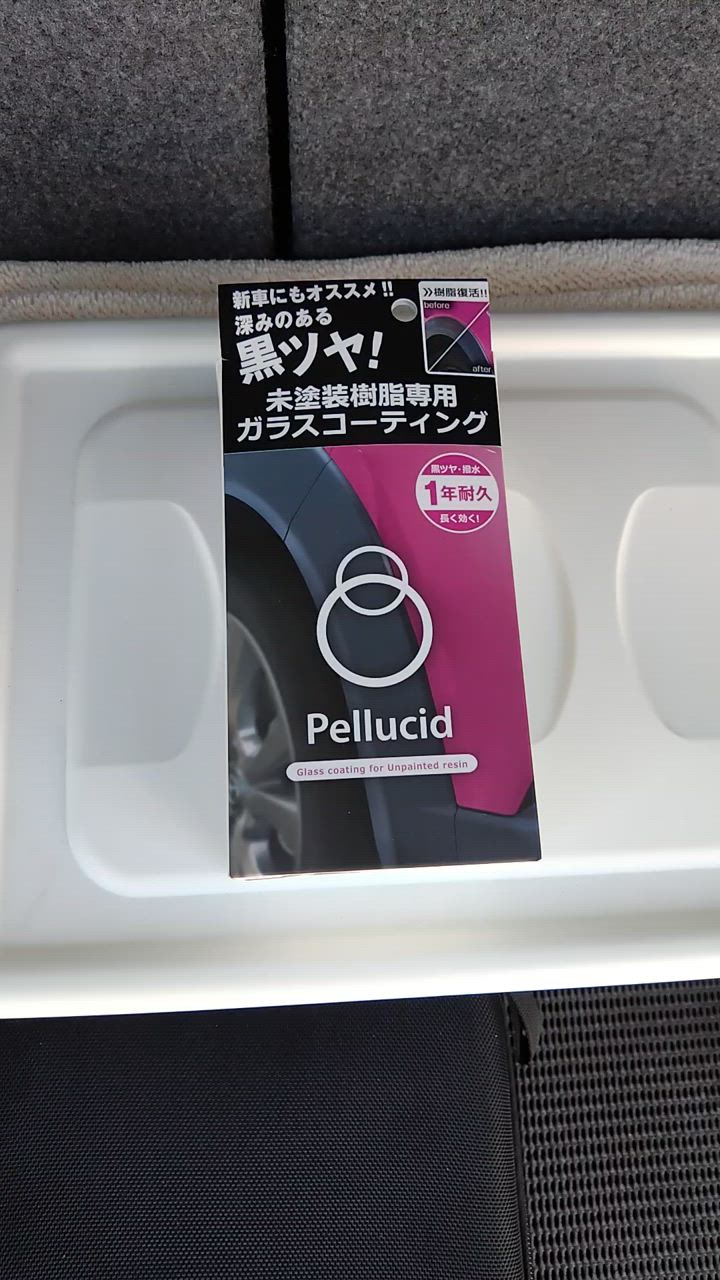 新車にもオススメ!!
深みのある
黒ツヤ!
>>樹脂復活!!
before
after
未塗装樹脂専用
ガラスコーティング
黒ツヤ・撥水
1年耐久
長く効く!
Pellucid
Glass coating for Unpainted resin